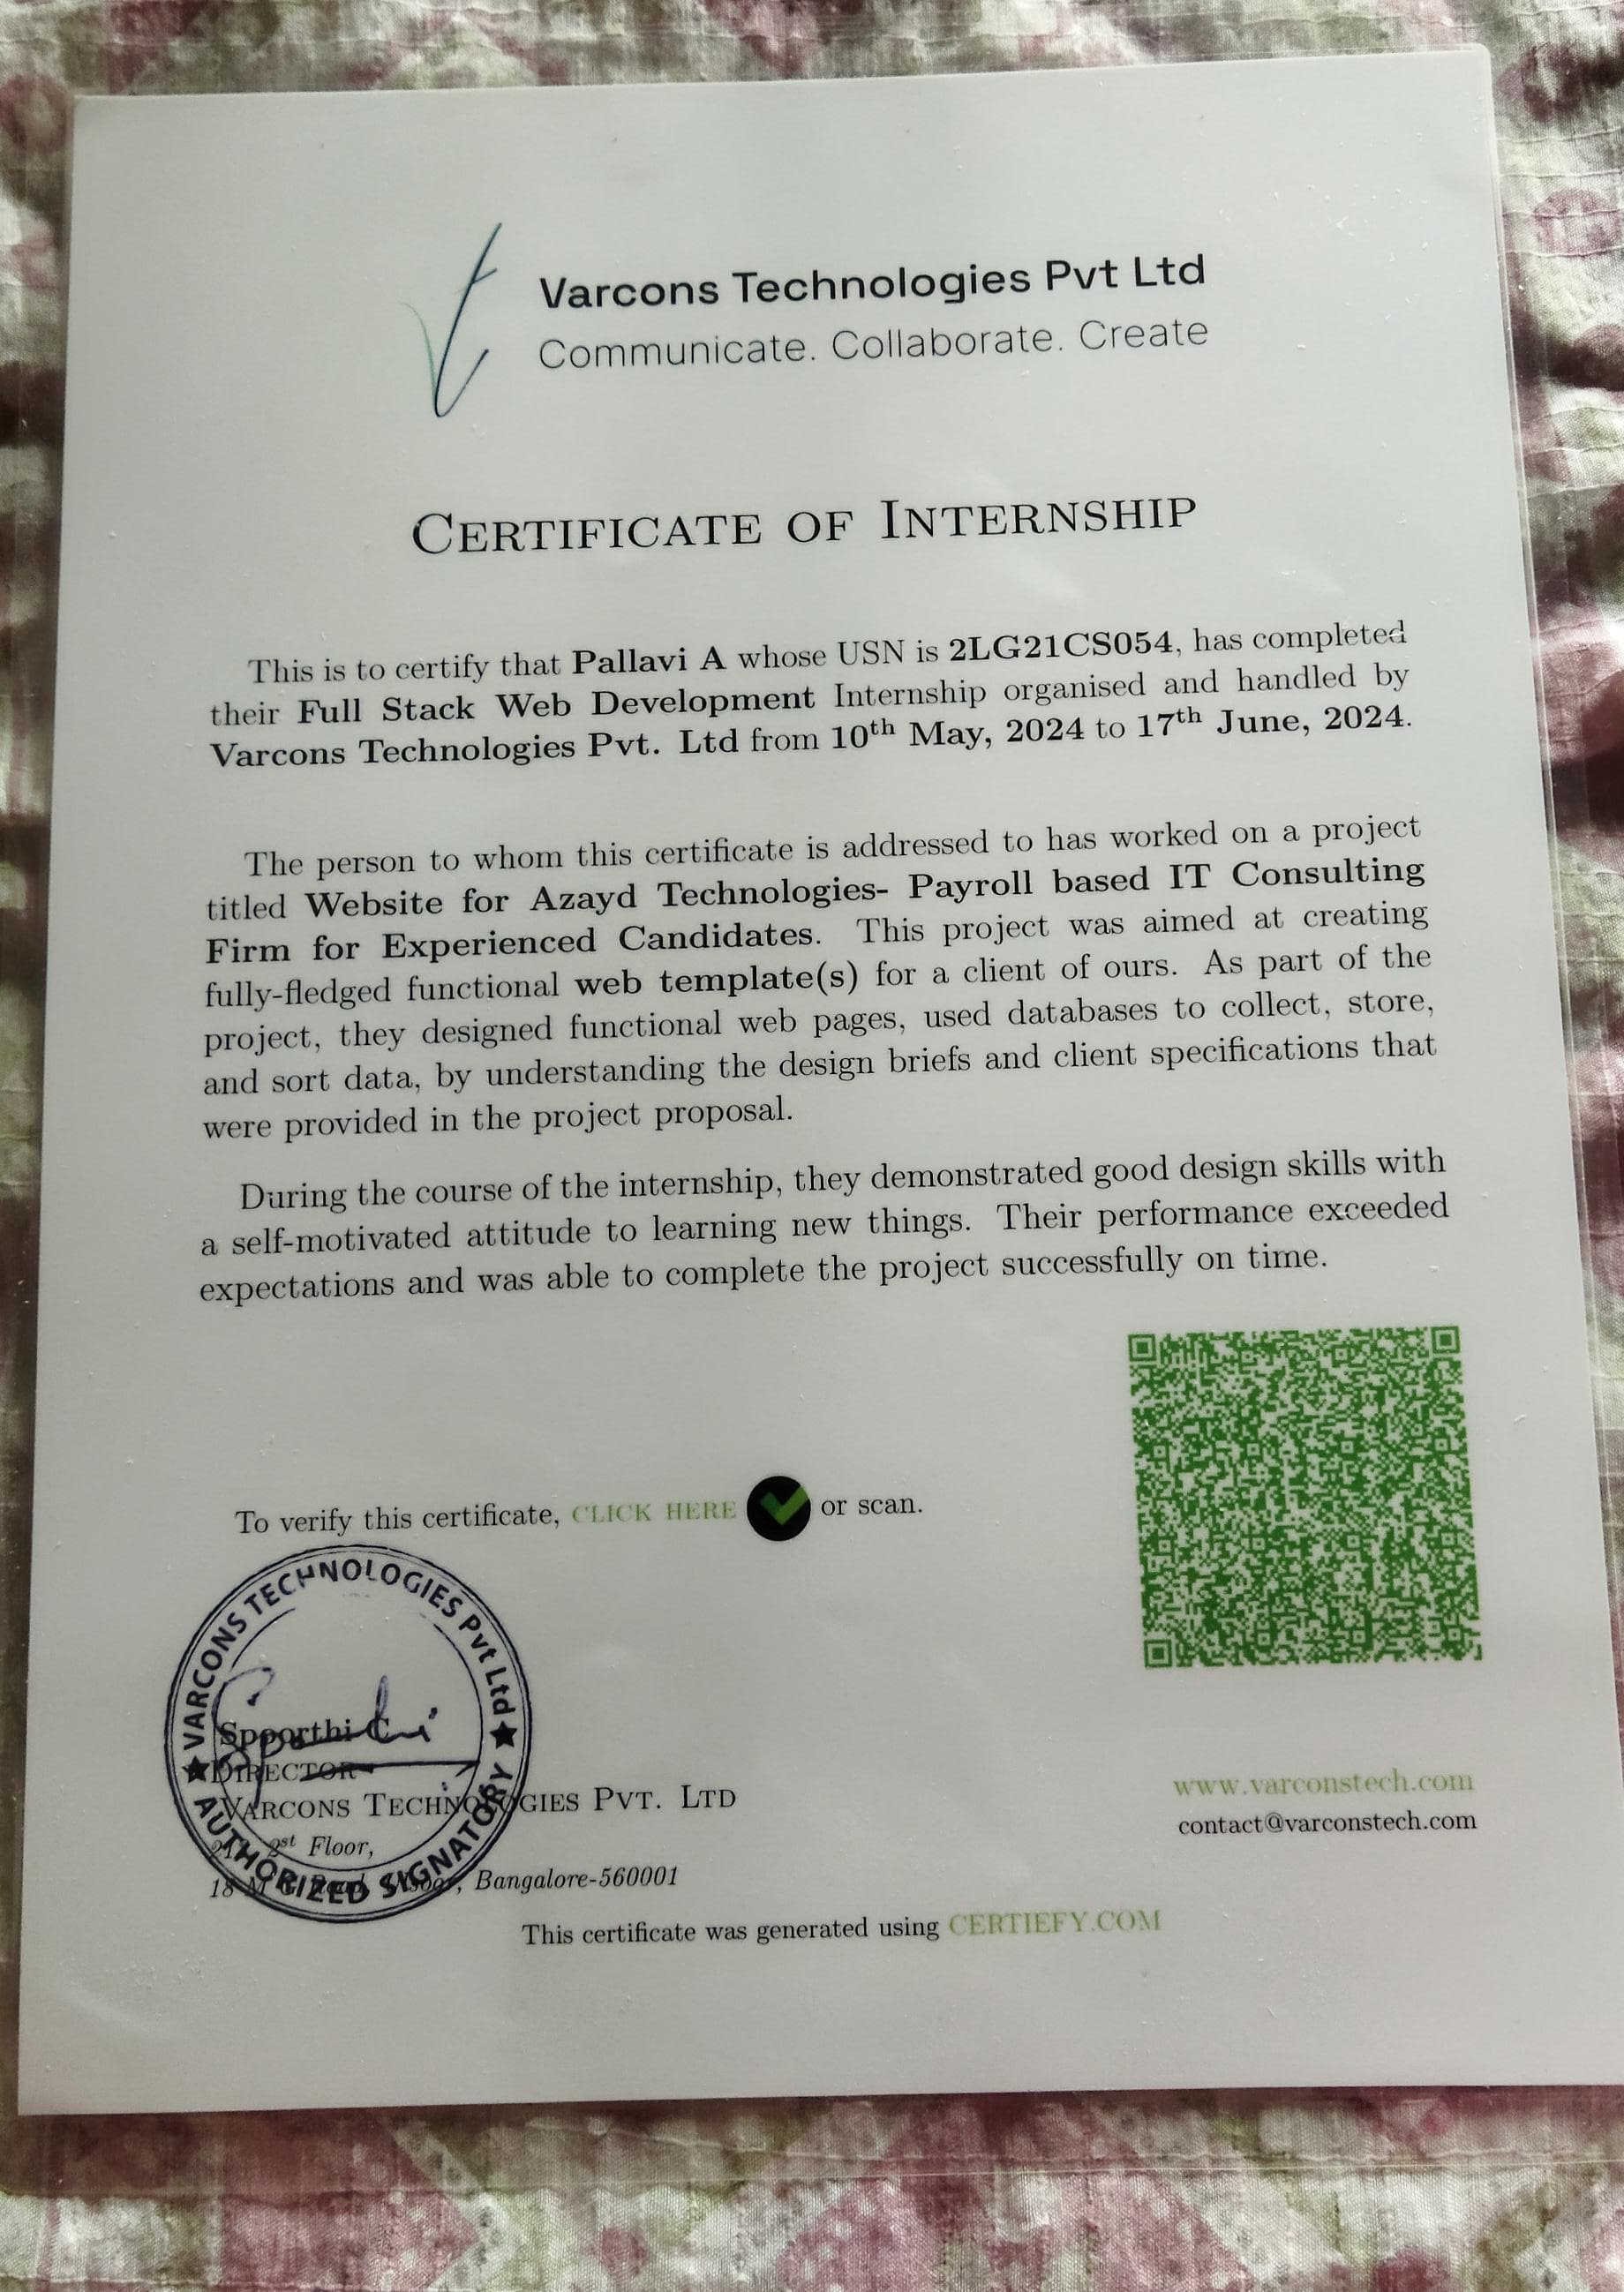 Varcons Technologies Pvt Ltd
Communicate. Collaborate. Create
CERTIFICATE OF INTERNSHIP
This is to certify that Pallavi A whose USN is 2LG21CS054, has completed
their Full Stack Web Development Internship organised and handled by
Varcons Technologies Pvt. Ltd from 10th May, 2024 to 17th June, 2024.
The person to whom this certificate is addressed to has worked on a project
titled Website for Azayd Technologies- Payroll based IT Consulting
Firm for Experienced Candidates. This project was aimed at creating
fully-fledged functional web template(s) for a client of ours. As part of the
project, they designed functional web pages, used databases to collect, store,
and sort data, by understanding the design briefs and client specifications that
were provided in the project proposal.
During the course of the internship, they demonstrated good design skills with
a self-motivated attitude to learning new things. Their performance exceeded
expectations and was able to complete the project successfully on time.
To verify this certificate, CLICK HERE or scan.
VARCONS TECHNOLOGIES Pvt Ltd
AUTHORIZED SIGNATORY
Spoorthi C
DIRECTOR
VARCONS TECHNOLOGIES PVT. LTD
Floor,
18 M G Bangalore-560001
www.varconstech.com
contact@varconstech.com
This certificate was generated using CERTIEFY.COM